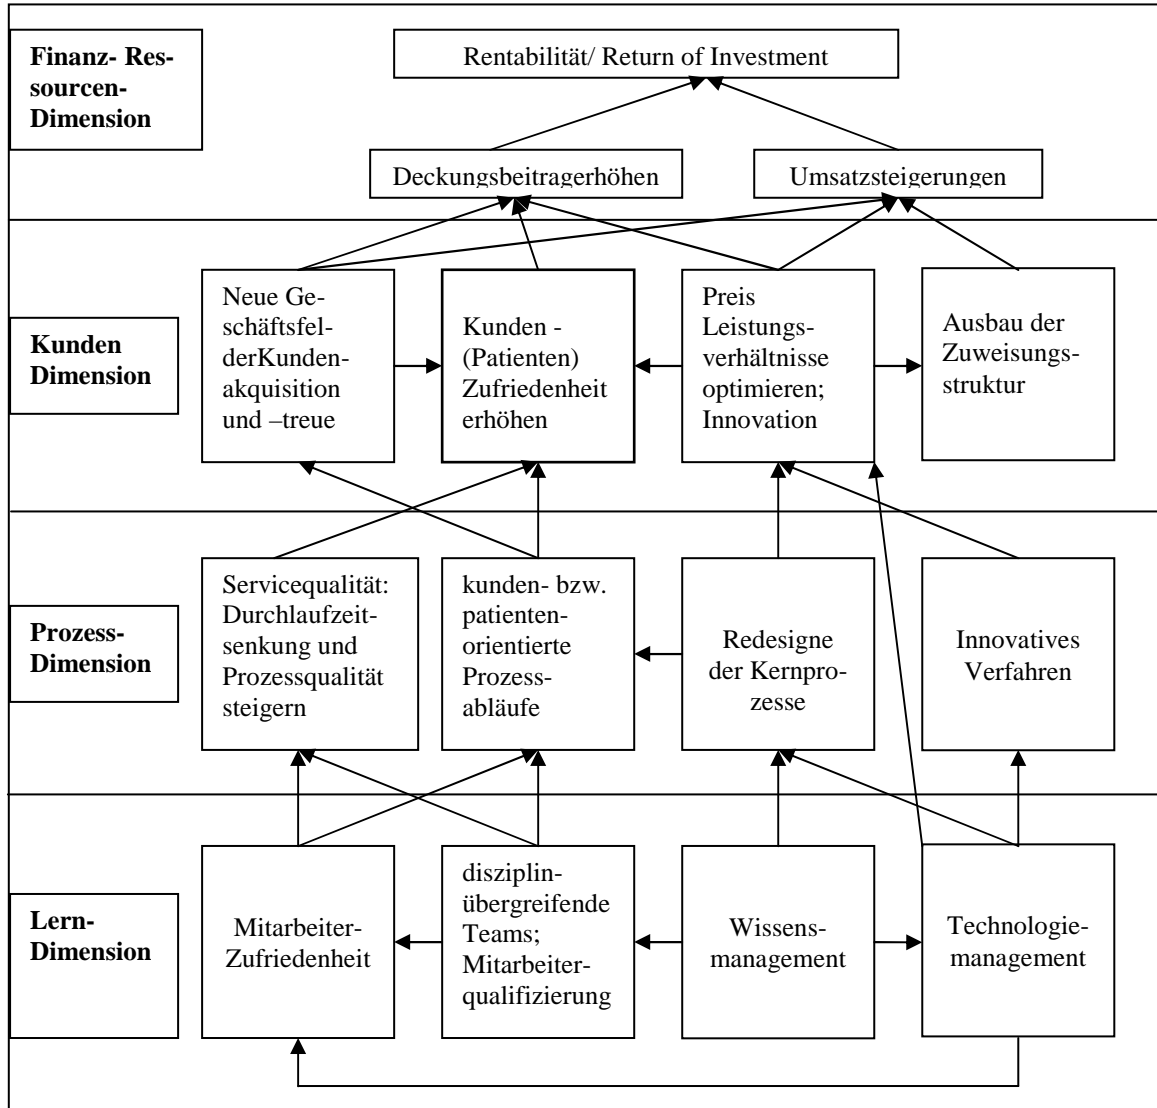 Finanz- Res-
sourcen-
Dimension
Rentabilität/ Return of Investment
Deckungsbeitragerhöhen
Umsatzsteigerungen
Kunden
Dimension
Neue Ge-
schäftsfel-
derKunden-
akquisition
und –treue
Kunden -
(Patienten)
Zufriedenheit
erhöhen
Preis
Leistungs-
verhältnisse
optimieren;
Innovation
Ausbau der
Zuweisungs-
struktur
Prozess-
Dimension
Servicequalität:
Durchlaufzeit-
senkung und
Prozessqualität
steigern
kunden- bzw.
patienten-
orientierte
Prozess-
abläufe
Redesigne
der Kernpro-
zesse
Innovatives
Verfahren
Lern-
Dimension
Mitarbeiter-
Zufriedenheit
disziplin-
übergreifende
Teams;
Mitarbeiter-
qualifizierung
Wissens-
management
Technologie-
management